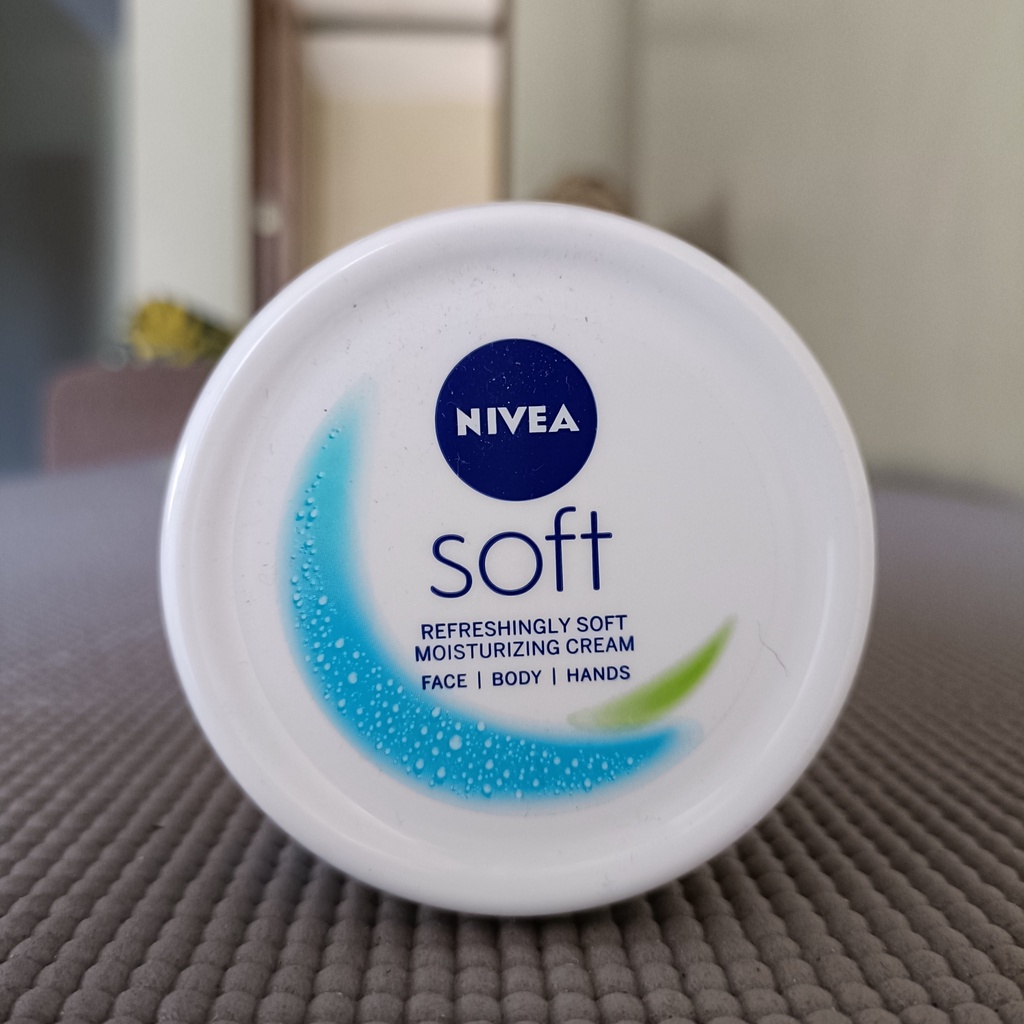 NIVEA
soft
REFRESHINGLY SOFT
MOISTURIZING CREAM
FACE | BODY | HANDS